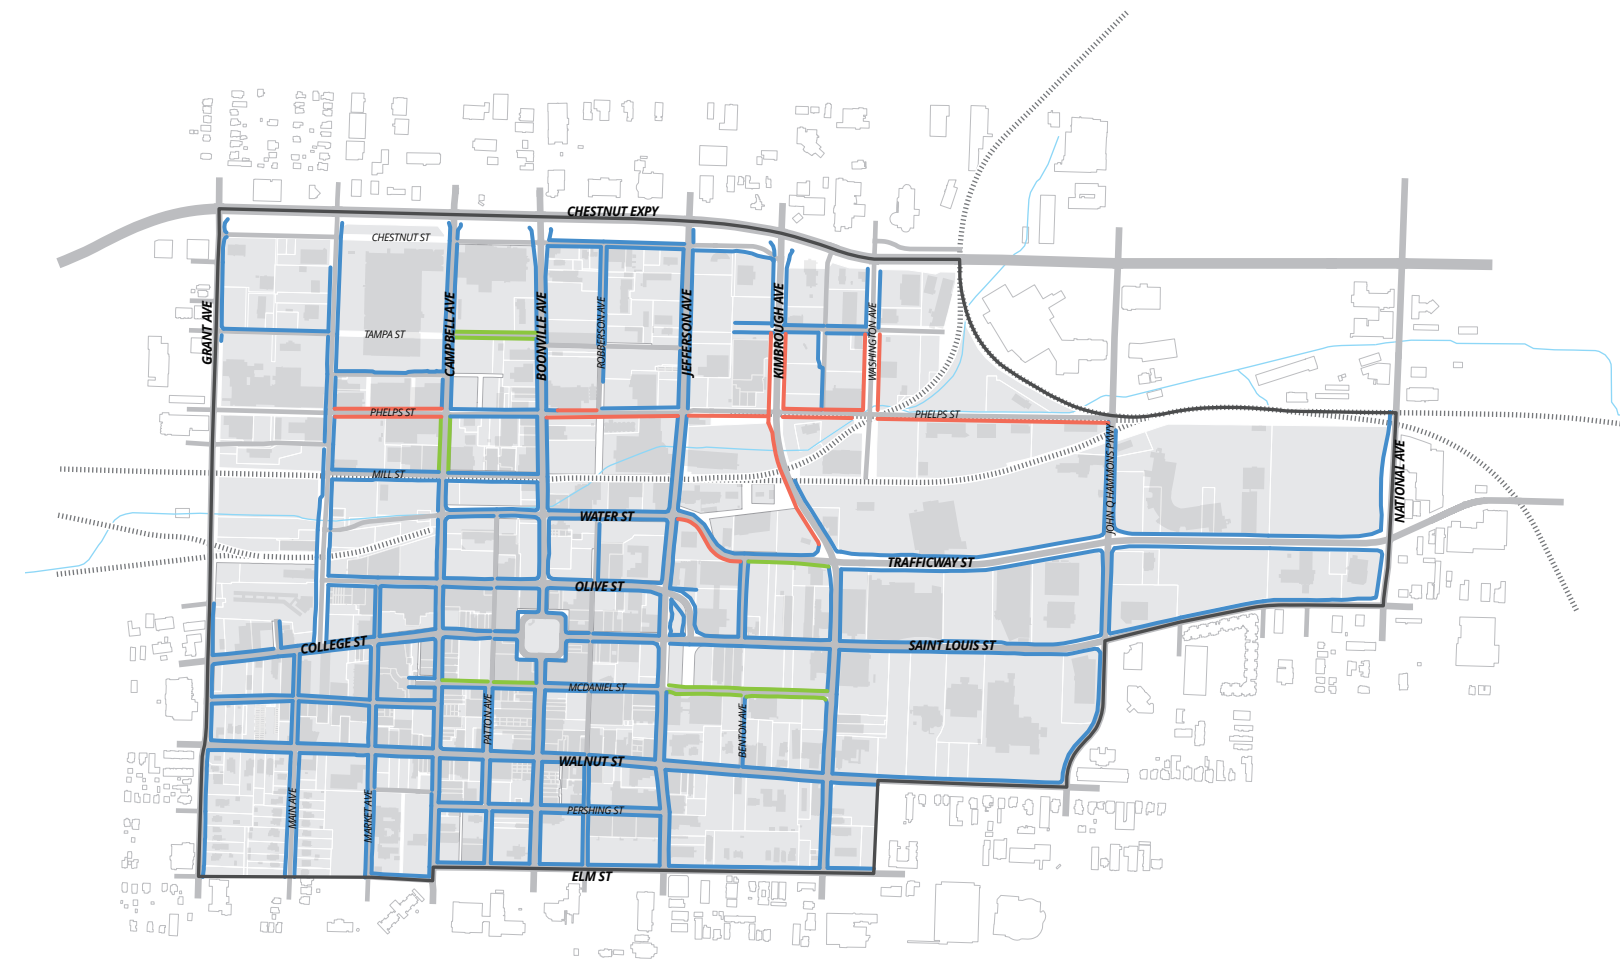 CHESTNUT EXPY
CHESTNUT ST
GRANT AVE
TAMPA ST
CAMPBELL AVE
BOONVILLE AVE
ROBBERSON AVE
JEFFERSON AVE
KIMBROUGH AVE
WASHINGTON AVE
PHELPS ST
PHELPS ST
JOHN Q HAMMONS PKWY
NATIONAL AVE
MILL ST
WATER ST
TRAFFICWAY ST
OLIVE ST
COLLEGE ST
SAINT LOUIS ST
MCDANIEL ST
PATTON AVE
BENTON AVE
WALNUT ST
MAIN AVE
MARKET AVE
PERSHING ST
ELM ST